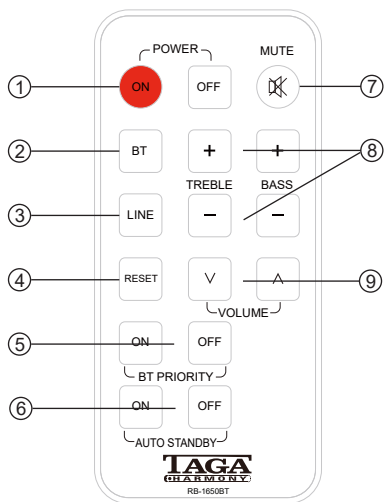 POWER
MUTE
① ON OFF ⑦
② BT + + ⑧
TREBLE BASS
③ LINE − −
④ RESET ∨ ∧ ⑨
VOLUME
⑤ ON OFF
BT PRIORITY
⑥ ON OFF
AUTO STANDBY
TAGA
HARMONY
RB-1650BT